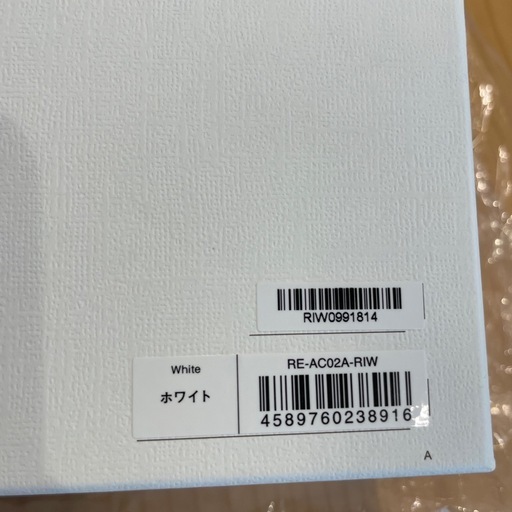 RIW0991814
White
ホワイト
RE-AC02A-RIW
4589760238916
A